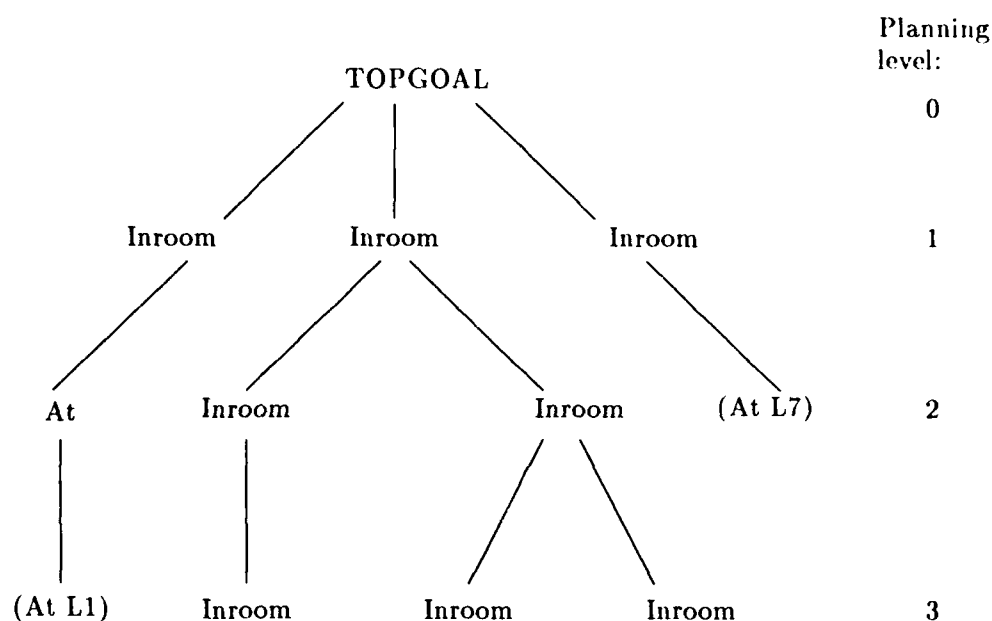 Planning
level:
TOPGOAL
0
Inroom Inroom Inroom 1
At Inroom Inroom (At L7) 2
(At L1) Inroom Inroom Inroom 3